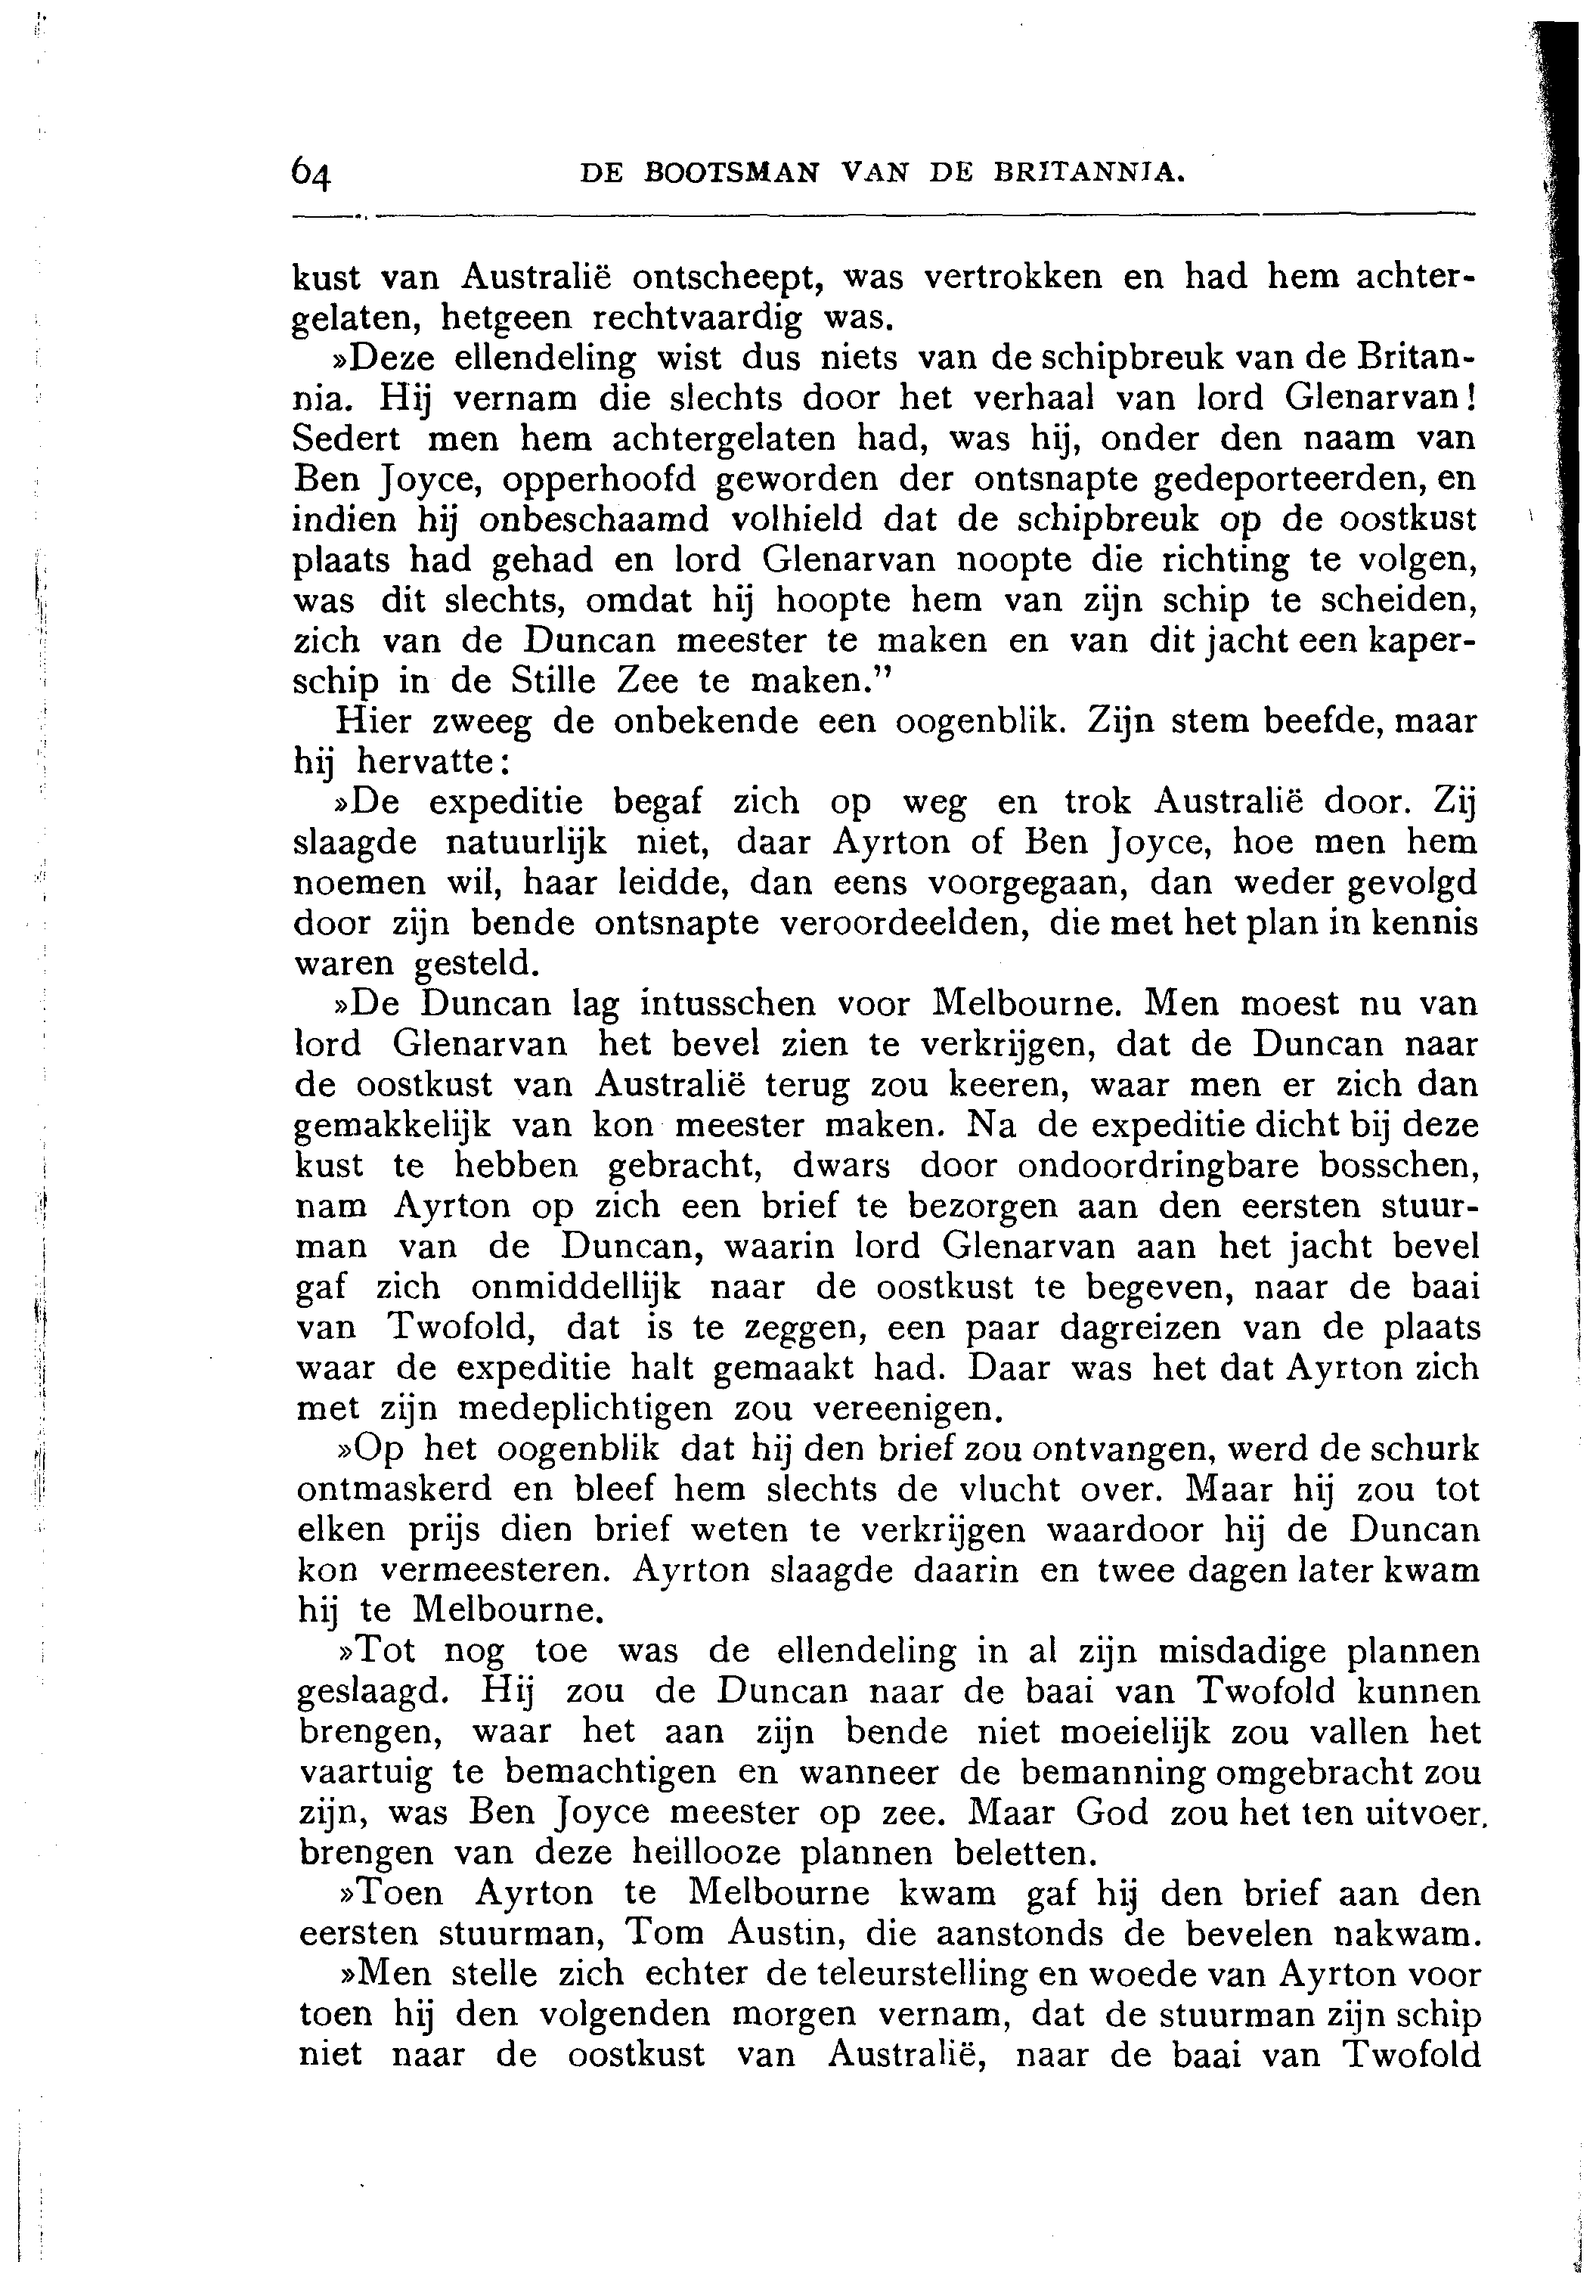 64 DE BOOTSMAN VAN DE BRITANNIA.
kust van Australië ontscheept, was vertrokken en had hem achter-
gelaten, hetgeen rechtvaardig was.
»Deze ellendeling wist dus niets van de schipbreuk van de Britan-
nia. Hij vernam die slechts door het verhaal van lord Glenarvan!
Sedert men hem achtergelaten had, was hij, onder den naam van
Ben Joyce, opperhoofd geworden der ontsnapte gedeporteerden, en
indien hij onbeschaamd volhield dat de schipbreuk op de oostkust
plaats had gehad en lord Glenarvan noopte die richting te volgen,
was dit slechts, omdat hij hoopte hem van zijn schip te scheiden,
zich van de Duncan meester te maken en van dit jacht een kaper-
schip in de Stille Zee te maken.”
Hier zweeg de onbekende een oogenblik. Zijn stem beefde, maar
hij hervatte:
»De expeditie begaf zich op weg en trok Australië door. Zij
slaagde natuurlijk niet, daar Ayrton of Ben Joyce, hoe men hem
noemen wil, haar leidde, dan eens voorgegaan, dan weder gevolgd
door zijn bende ontsnapte veroordeelden, die met het plan in kennis
waren gesteld.
»De Duncan lag intusschen voor Melbourne. Men moest nu van
lord Glenarvan het bevel zien te verkrijgen, dat de Duncan naar
de oostkust van Australië terug zou keeren, waar men er zich dan
gemakkelijk van kon meester maken. Na de expeditie dicht bij deze
kust te hebben gebracht, dwars door ondoordringbare bosschen,
nam Ayrton op zich een brief te bezorgen aan den eersten stuur-
man van de Duncan, waarin lord Glenarvan aan het jacht bevel
gaf zich onmiddellijk naar de oostkust te begeven, naar de baai
van Twofold, dat is te zeggen, een paar dagreizen van de plaats
waar de expeditie halt gemaakt had. Daar was het dat Ayrton zich
met zijn medeplichtigen zou vereenigen.
»Op het oogenblik dat hij den brief zou ontvangen, werd de schurk
ontmaskerd en bleef hem slechts de vlucht over. Maar hij zou tot
elken prijs dien brief weten te verkrijgen waardoor hij de Duncan
kon vermeesteren. Ayrton slaagde daarin en twee dagen later kwam
hij te Melbourne.
»Tot nog toe was de ellendeling in al zijn misdadige plannen
geslaagd. Hij zou de Duncan naar de baai van Twofold kunnen
brengen, waar het aan zijn bende niet moeielijk zou vallen het
vaartuig te bemachtigen en wanneer de bemanning omgebracht zou
zijn, was Ben Joyce meester op zee. Maar God zou het ten uitvoer.
brengen van deze heillooze plannen beletten.
»Toen Ayrton te Melbourne kwam gaf hij den brief aan den
eersten stuurman, Tom Austin, die aanstonds de bevelen nakwam.
»Men stelle zich echter de teleurstelling en woede van Ayrton voor
toen hij den volgenden morgen vernam, dat de stuurman zijn schip
niet naar de oostkust van Australië, naar de baai van Twofold